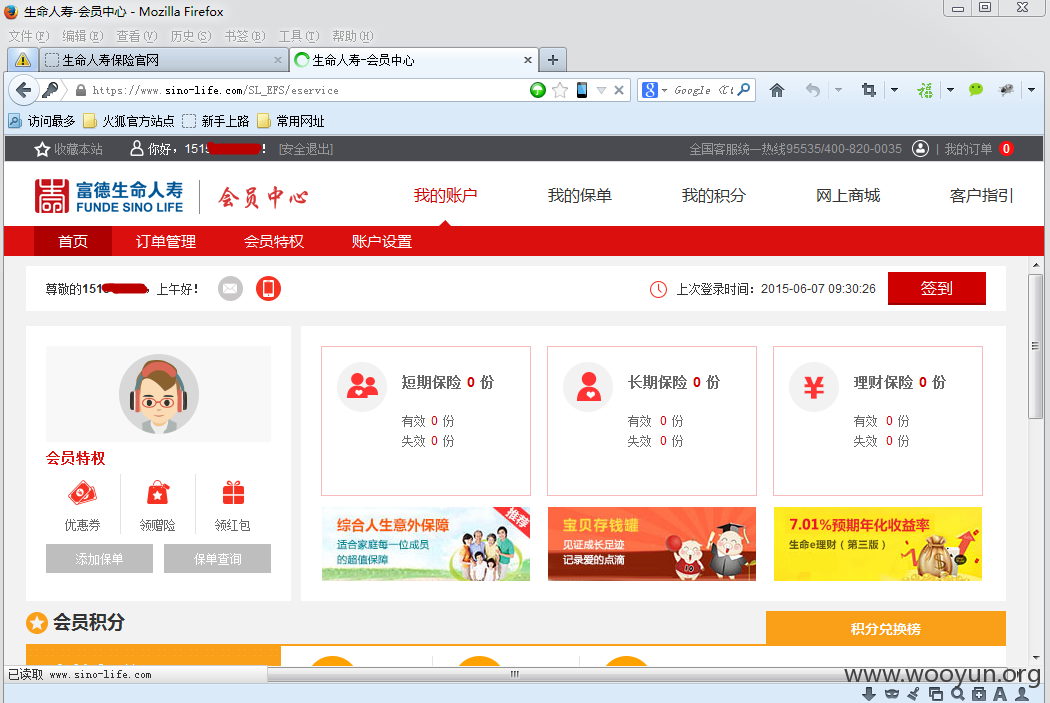 生命人寿-会员中心 - Mozilla Firefox
文件(F) 编辑(E) 查看(V) 历史(S) 书签(B) 工具(T) 帮助(H)
生命人寿保险官网 × 生命人寿-会员中心 × +
https://www.sino-life.com/SL_EFS/eservice
Google
访问最多 火狐官方站点 新手上路 常用网址
收藏本站 你好，151 ！ [安全退出] 全国客服统一热线95535/400-820-0035 | 我的订单 0
富德生命人寿
FUNDE SINO LIFE
会员中心
我的账户 我的保单 我的积分 网上商城 客户指引
首页 订单管理 会员特权 账户设置
尊敬的151 ，上午好！ 上次登录时间：2015-06-07 09:30:26 签到
短期保险 0 份
有效 0 份
失效 0 份
长期保险 0 份
有效 0 份
失效 0 份
¥
理财保险 0 份
有效 0 份
失效 0 份
会员特权
优惠券 领赠险 领红包
添加保单 保单查询
综合人生意外保障
适合家庭每一位成员
的超值保障
推荐
宝贝存钱罐
见证成长足迹
记录爱的点滴
7.01%预期年化收益率
生命e理财（第三版）
会员积分
积分兑换榜
已读取 www.sino-life.com
www.wooyun.org